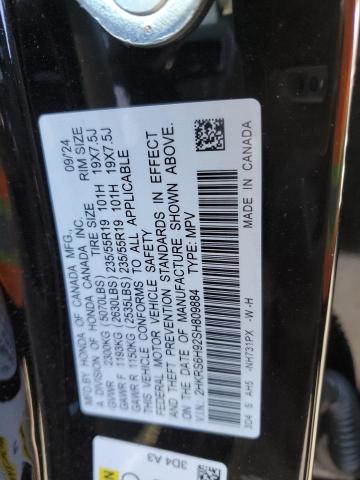 MFD BY HONDA OF CANADA MFG., 09/24
A DIVISION OF HONDA CANADA INC.
TIRE SIZE RIM SIZE
GVWR 2300KG (5070LBS) 235/55R19 101H 19X7.5J
GAWR F 1193KG (2630LBS) 235/55R19 101H 19X7.5J
GAWR R 1150KG (2535LBS)
THIS VEHICLE CONFORMS TO ALL APPLICABLE
FEDERAL MOTOR VEHICLE SAFETY
AND THEFT PREVENTION STANDARDS IN EFFECT
ON THE DATE OF MANUFACTURE SHOWN ABOVE.
VIN: 2HKRS6H92SH809884 TYPE: MPV
3D4 S AH5 -NH731PX -W -H MADE IN CANADA
3D4 A3